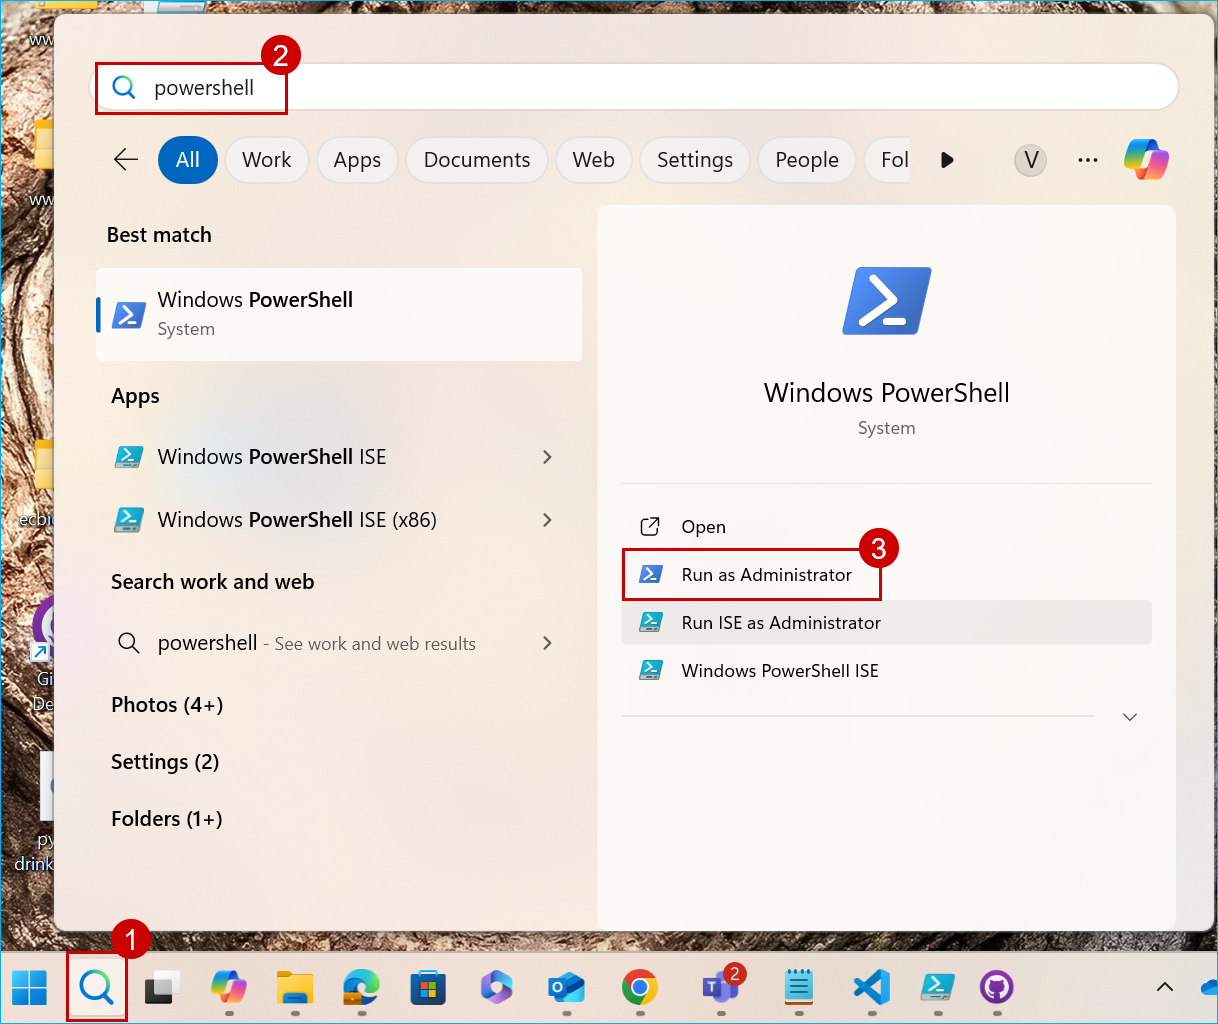 ww
2
powershell
All
Work
Apps
Documents
Web
Settings
People
Fol
V
ww
Best match
Windows PowerShell
System
Windows PowerShell
System
Apps
Windows PowerShell ISE
Windows PowerShell ISE (x86)
ecbi
Open
3
Run as Administrator
Run ISE as Administrator
Windows PowerShell ISE
Search work and web
powershell - See work and web results
Gi
De
Photos (4+)
Settings (2)
Folders (1+)
py
drink
1
2